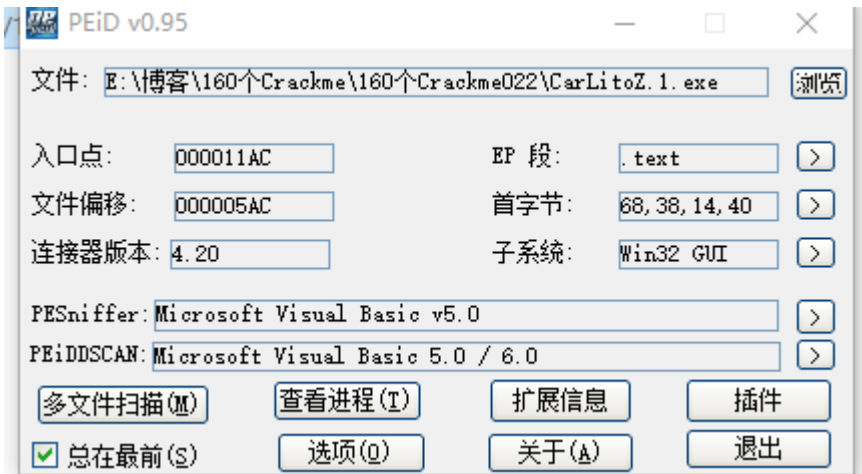 PEiD v0.95
文件: E:\博客\160个Crackme\160个Crackme022\CarLitoZ.1.exe 浏览
入口点: 000011AC EP 段: .text >
文件偏移: 000005AC 首字节: 68,38,14,40 >
连接器版本: 4.20 子系统: Win32 GUI >
PESniffer: Microsoft Visual Basic v5.0 >
PEiDDSCAN: Microsoft Visual Basic 5.0 / 6.0 >
多文件扫描(M) 查看进程(T) 扩展信息 插件
总在最前(S) 选项(O) 关于(A) 退出